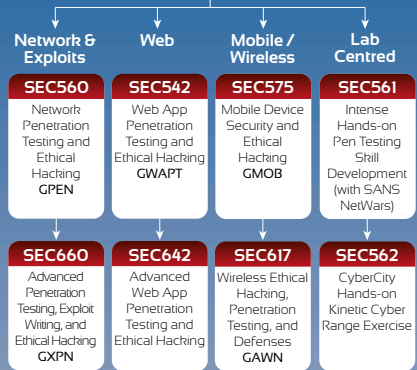 Network &
Exploits
SEC560
Network
Penetration
Testing and
Ethical
Hacking
GPEN
SEC660
Advanced
Penetration
Testing, Exploit
Writing, and
Ethical Hacking
GXPN
Web
SEC542
Web App
Penetration
Testing and
Ethical Hacking
GWAPT
SEC642
Advanced
Web App
Penetration
Testing and
Ethical Hacking
Mobile /
Wireless
SEC575
Mobile Device
Security and
Ethical
Hacking
GMOB
SEC617
Wireless Ethical
Hacking,
Penetration
Testing, and
Defenses
GAWN
Lab
Centred
SEC561
Intense
Hands-on
Pen Testing
Skill
Development
(with SANS
NetWars)
SEC562
CyberCity
Hands-on
Kinetic Cyber
Range Exercise